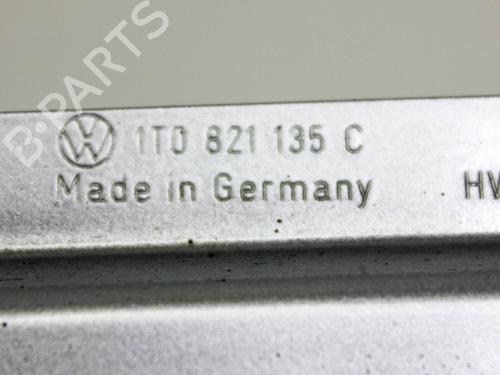 B-PARTS
1T0 821 135 C
Made in Germany HV